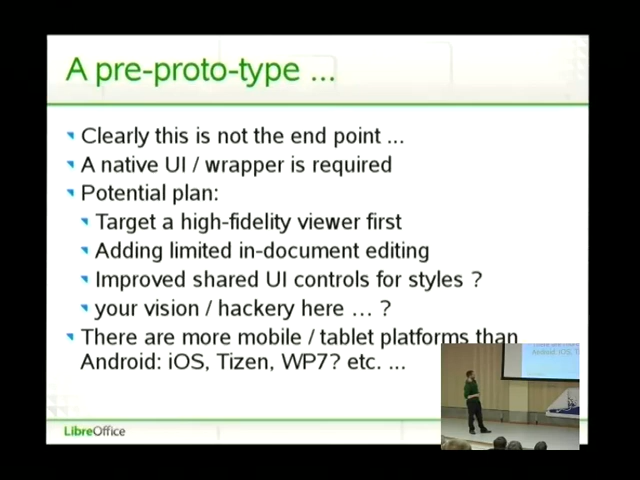 A pre-proto-type ...
Clearly this is not the end point ...
A native UI / wrapper is required
Potential plan:
Target a high-fidelity viewer first
Adding limited in-document editing
Improved shared UI controls for styles ?
your vision / hackery here ... ?
There are more mobile / tablet platforms than
Android: iOS, Tizen, WP7? etc. ...
LibreOffice
Android: iOS, T